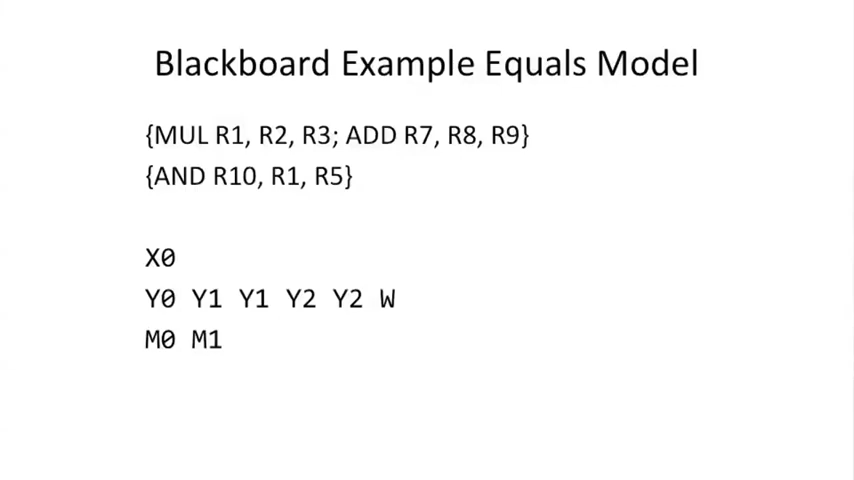 Blackboard Example Equals Model
{MUL R1, R2, R3; ADD R7, R8, R9}
{AND R10, R1, R5}
X0
Y0 Y1 Y1 Y2 Y2 W
M0 M1